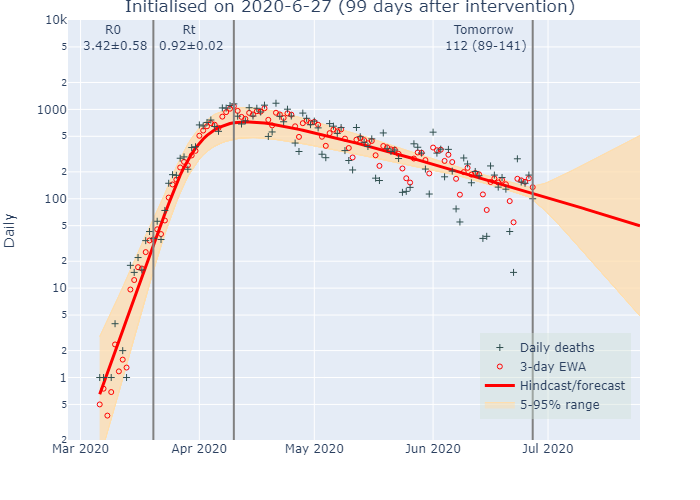 Initialised on 2020-6-27 (99 days after intervention)
R0
3.42±0.58
Rt
0.92±0.02
Tomorrow
112 (89-141)
Daily
10k
5
2
1000
5
2
100
5
2
10
5
2
1
5
2
Mar 2020
Apr 2020
May 2020
Jun 2020
Jul 2020
Daily deaths
3-day EWA
Hindcast/forecast
5-95% range